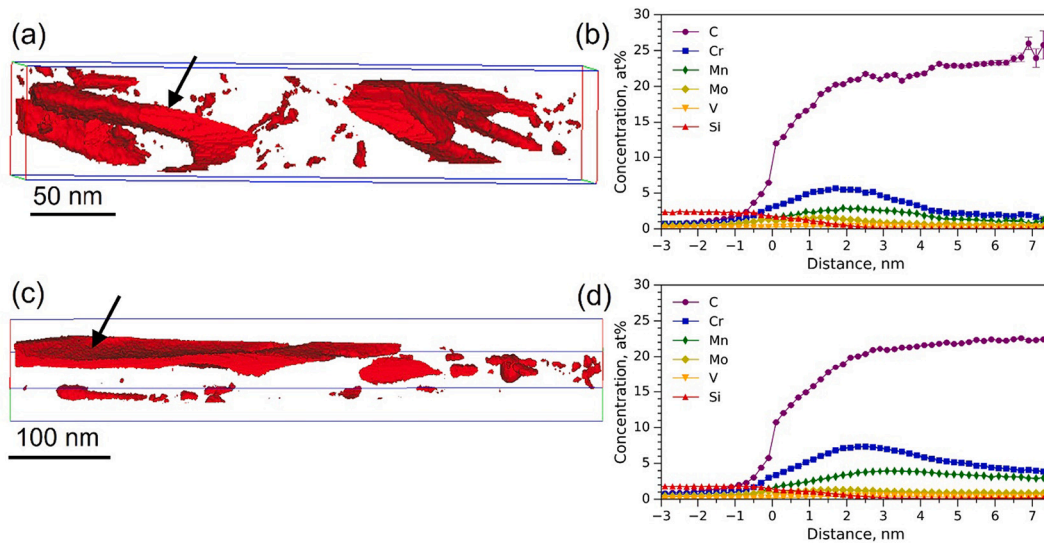 (a)
50 nm
(b)
Concentration, at%
30
25
20
15
10
5
0
C
Cr
Mn
Mo
V
Si
−3 −2 −1 0 1 2 3 4 5 6 7
Distance, nm
(c)
100 nm
(d)
Concentration, at%
30
25
20
15
10
5
0
C
Cr
Mn
Mo
V
Si
−3 −2 −1 0 1 2 3 4 5 6 7
Distance, nm